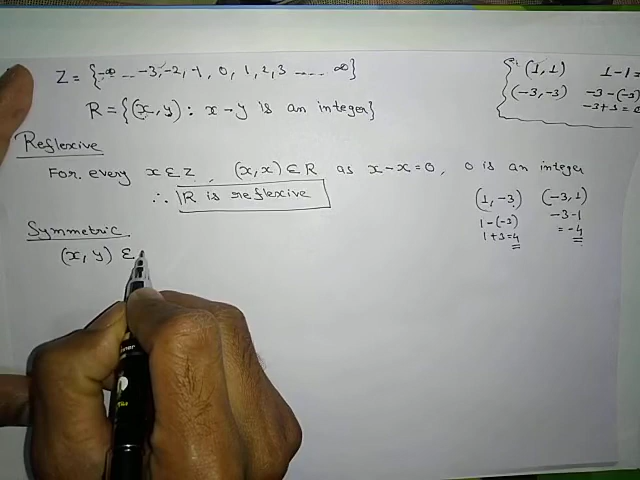 Z = {-∞ ... -3, -2, -1, 0, 1, 2, 3 .... ∞}
R = {(x, y) : x - y is an integer}
(1, 1) 1-1=
(-3, -3) -3-(-3)
-3+3=0
Reflexive
For every x ε Z, (x, x) ε R as x-x=0, 0 is an integer
∴ R is reflexive
(1, -3) (-3, 1)
1-(-3) -3-1
1+3=4 = -4
Symmetric
(x, y) ε